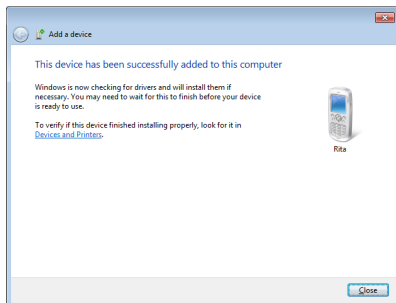 Add a device
This device has been successfully added to this computer
Windows is now checking for drivers and will install them if
necessary. You may need to wait for this to finish before your device
is ready to use.
To verify if this device finished installing properly, look for it in
Devices and Printers.
Rita
Close